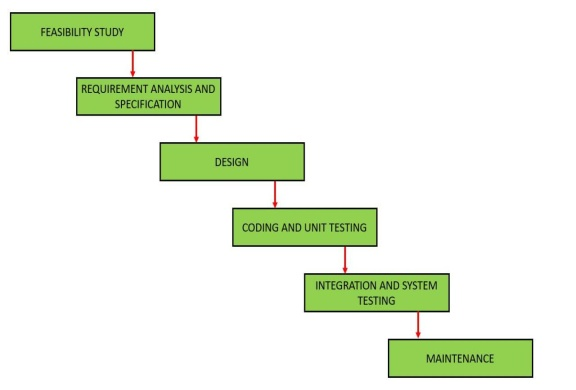 FEASIBILITY STUDY
REQUIREMENT ANALYSIS AND
SPECIFICATION
DESIGN
CODING AND UNIT TESTING
INTEGRATION AND SYSTEM
TESTING
MAINTENANCE